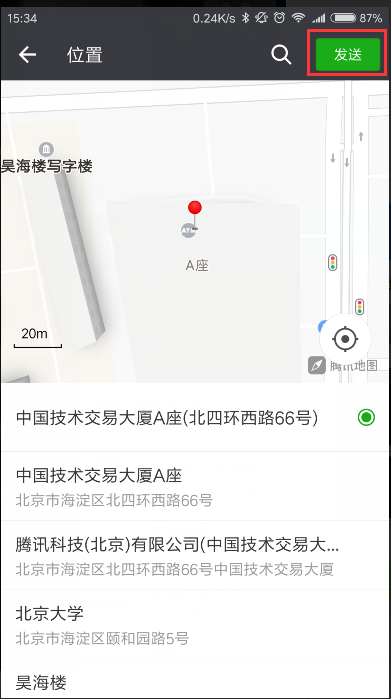 15:34
0.24K/s
87%
位置
发送
昊海楼写字楼
ATM
A座
20m
腾讯地图
中国技术交易大厦A座(北四环西路66号)
中国技术交易大厦A座
北京市海淀区北四环西路66号
腾讯科技(北京)有限公司(中国技术交易大...
北京市海淀区北四环西路66号中国技术交易大厦
北京大学
北京市海淀区颐和园路5号
昊海楼